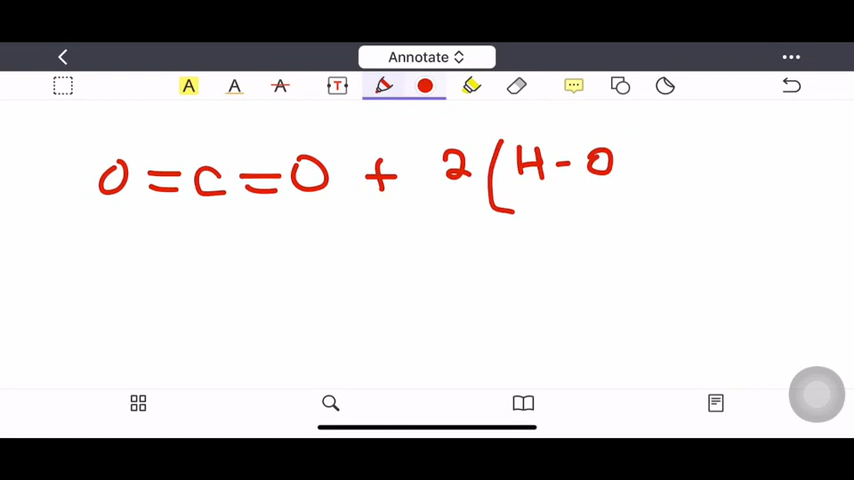 Annotate
A A A T
O = C = O + 2 ( H - O